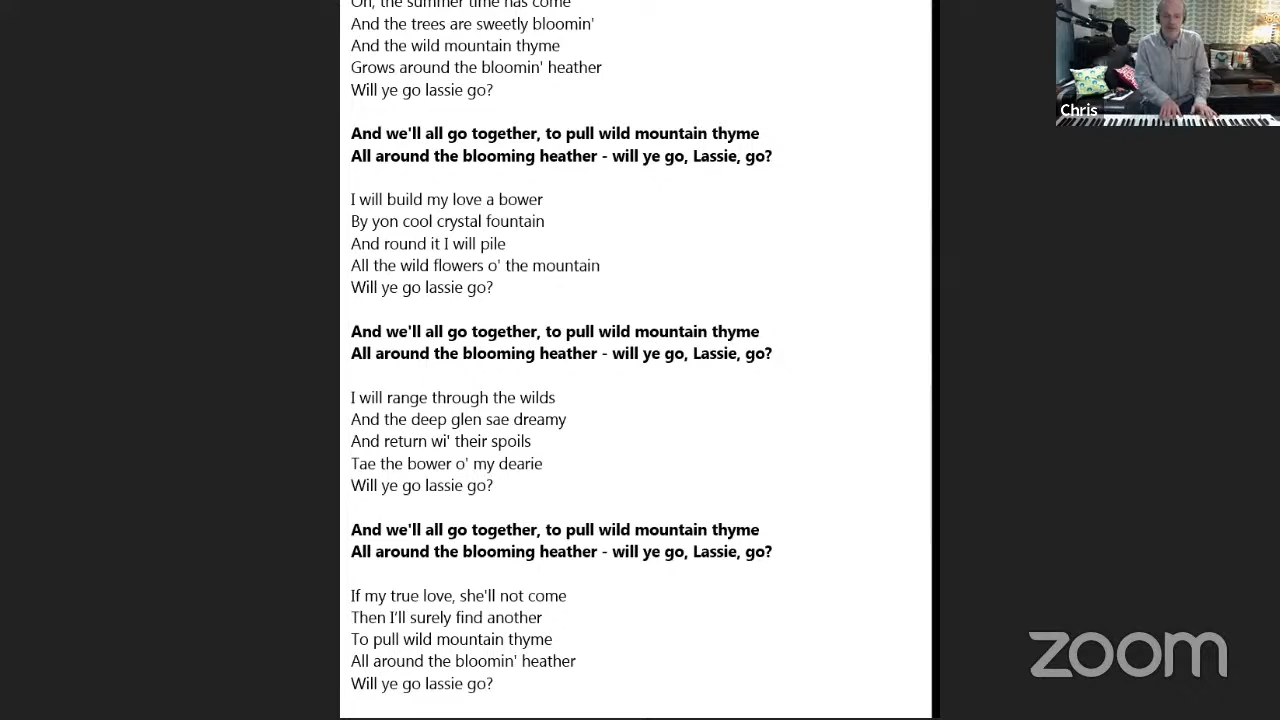 Oh, the summer time has come
And the trees are sweetly bloomin'
And the wild mountain thyme
Grows around the bloomin' heather
Will ye go lassie go?
And we'll all go together, to pull wild mountain thyme
All around the blooming heather - will ye go, Lassie, go?
I will build my love a bower
By yon cool crystal fountain
And round it I will pile
All the wild flowers o' the mountain
Will ye go lassie go?
And we'll all go together, to pull wild mountain thyme
All around the blooming heather - will ye go, Lassie, go?
I will range through the wilds
And the deep glen sae dreamy
And return wi' their spoils
Tae the bower o' my dearie
Will ye go lassie go?
And we'll all go together, to pull wild mountain thyme
All around the blooming heather - will ye go, Lassie, go?
If my true love, she'll not come
Then I’ll surely find another
To pull wild mountain thyme
All around the bloomin' heather
Will ye go lassie go?
Chris
zoom